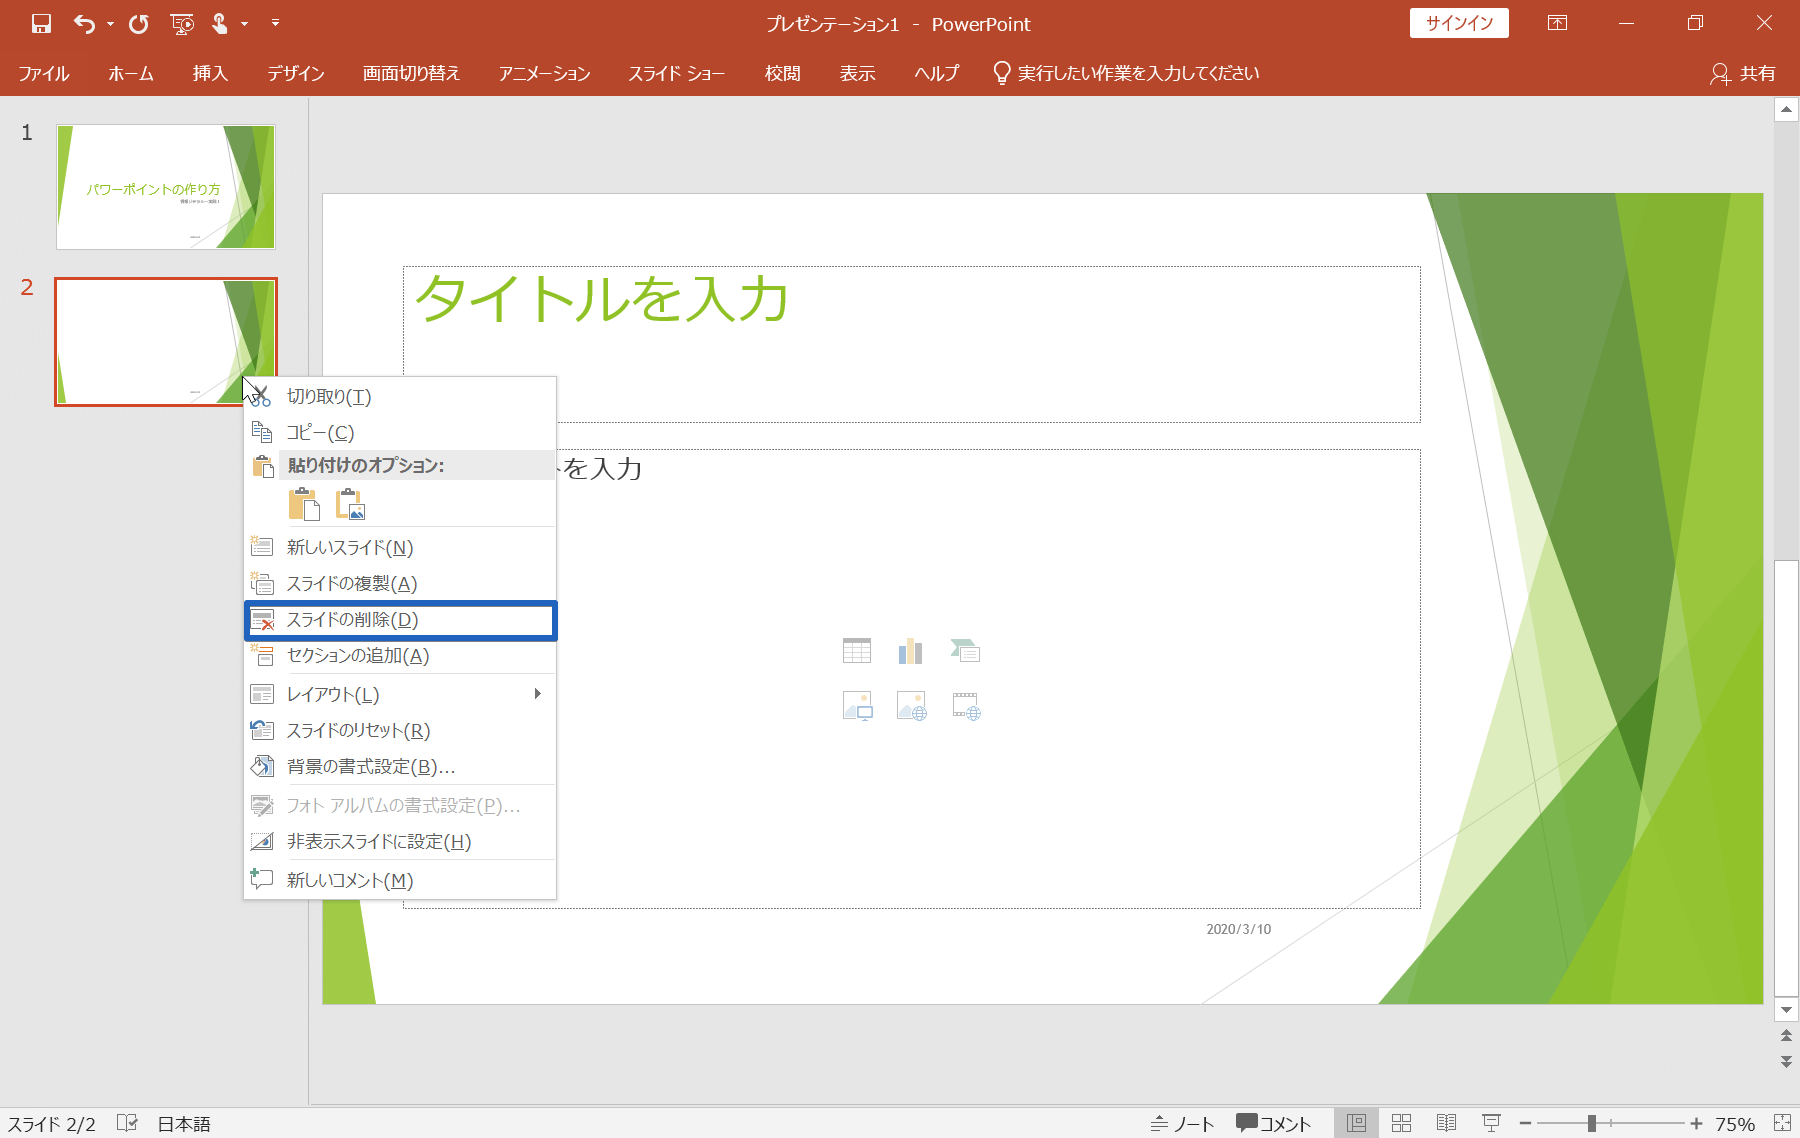 プレゼンテーション1 - PowerPoint
サインイン
ファイル ホーム 挿入 デザイン 画面切り替え アニメーション スライド ショー 校閲 表示 ヘルプ 実行したい作業を入力してください 共有
1
パワーポイントの作り方
2
タイトルを入力
を入力
切り取り(T)
コピー(C)
貼り付けのオプション:
新しいスライド(N)
スライドの複製(A)
スライドの削除(D)
セクションの追加(A)
レイアウト(L)
スライドのリセット(R)
背景の書式設定(B)...
フォト アルバムの書式設定(P)...
非表示スライドに設定(H)
新しいコメント(M)
2020/3/10
スライド 2/2 日本語 ノート コメント 75%